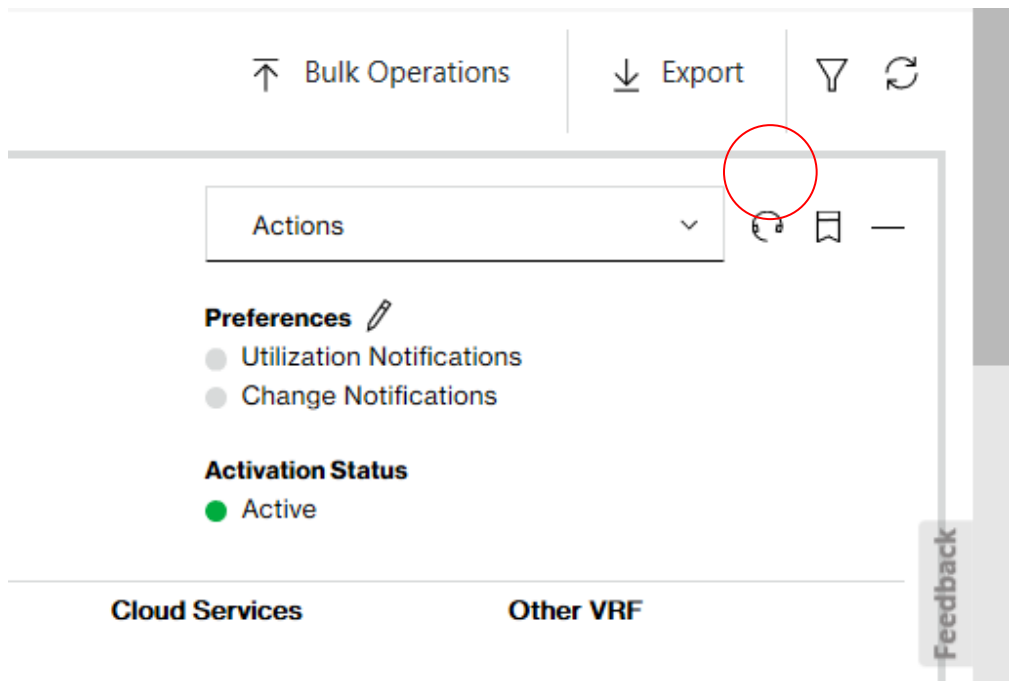 Bulk Operations
Export
Actions
Preferences
Utilization Notifications
Change Notifications
Activation Status
Active
Cloud Services
Other VRF
Feedback